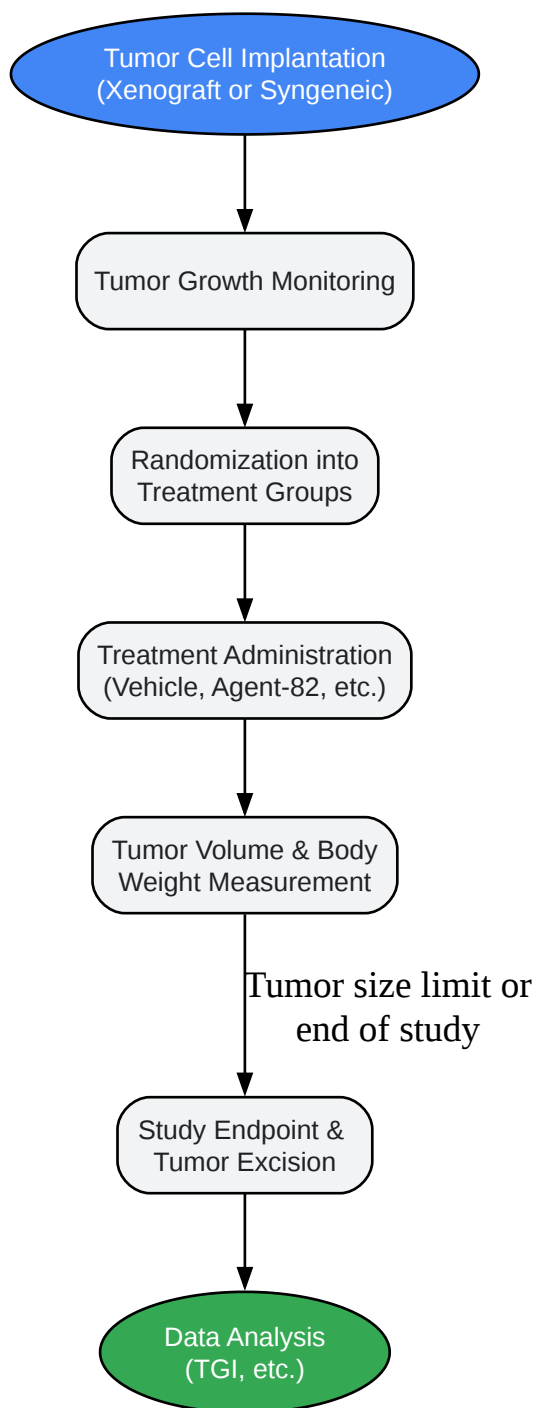 Tumor Cell Implantation
(Xenograft or Syngeneic)
Tumor Growth Monitoring
Randomization into
Treatment Groups
Treatment Administration
(Vehicle, Agent-82, etc.)
Tumor Volume & Body
Weight Measurement
Tumor size limit or
end of study
Study Endpoint &
Tumor Excision
Data Analysis
(TGI, etc.)